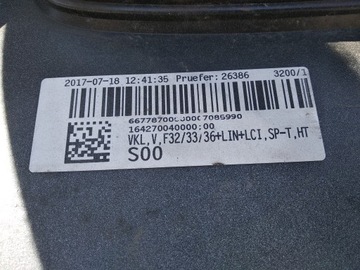 2017-07-18 12:41:35 Pruefer: 26386 3200/1
164270040000;00
VKL,V,F32/33/36+LIN+LCI,SP-T,HT
S00